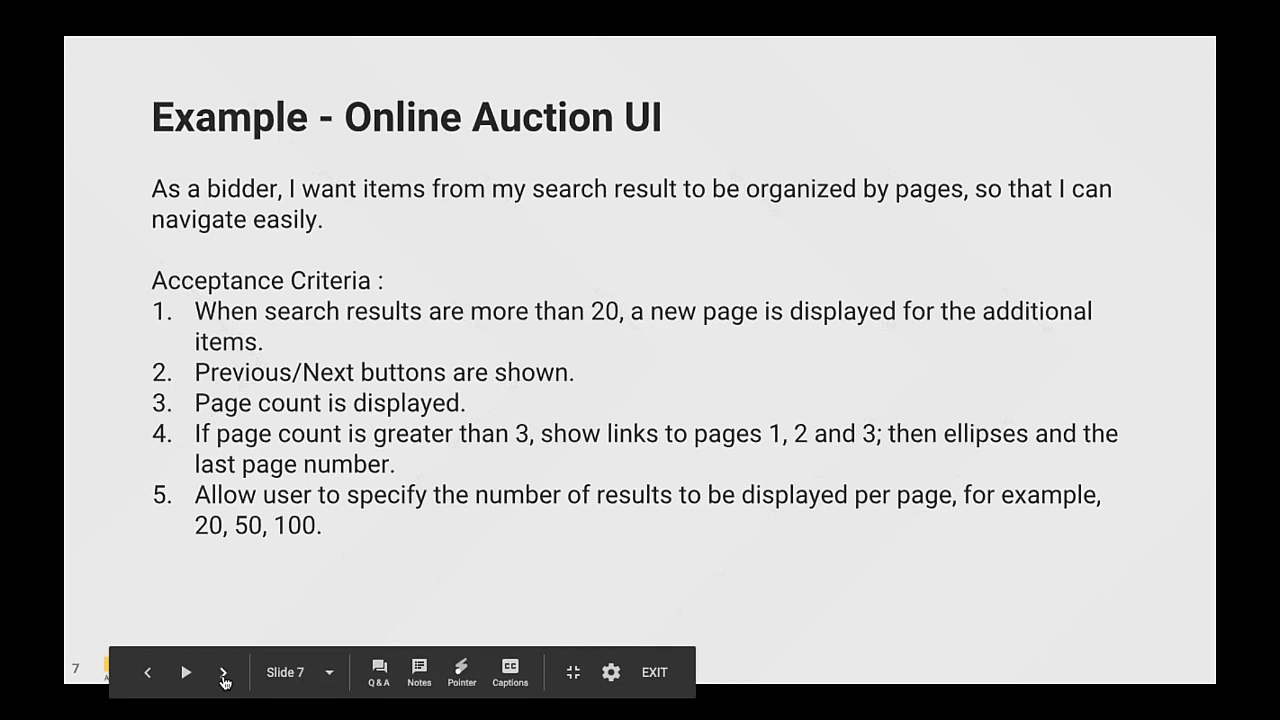 Example - Online Auction UI
As a bidder, I want items from my search result to be organized by pages, so that I can
navigate easily.
Acceptance Criteria :
1. When search results are more than 20, a new page is displayed for the additional
items.
2. Previous/Next buttons are shown.
3. Page count is displayed.
4. If page count is greater than 3, show links to pages 1, 2 and 3; then ellipses and the
last page number.
5. Allow user to specify the number of results to be displayed per page, for example,
20, 50, 100.
7
Slide 7
Q & A
Notes
Pointer
CC
Captions
EXIT